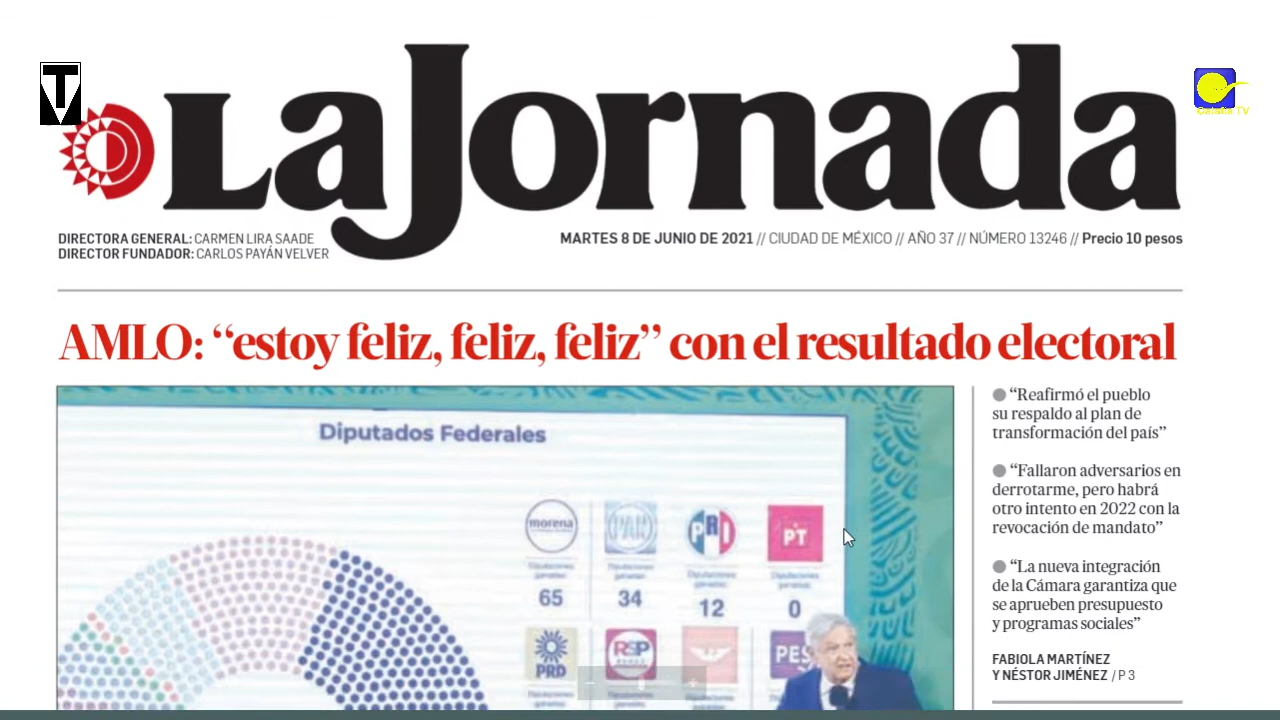 TV
LaJornada
Galaxia TV
DIRECTORA GENERAL: CARMEN LIRA SAADE
DIRECTOR FUNDADOR: CARLOS PAYÁN VELVER
MARTES 8 DE JUNIO DE 2021 // CIUDAD DE MÉXICO // AÑO 37 // NÚMERO 13246 // Precio 10 pesos
AMLO: “estoy feliz, feliz, feliz” con el resultado electoral
Diputados Federales
morena
PAN
PRI
PT
65
34
12
0
PRD
RSP
PES
“Reafirmó el pueblo
su respaldo al plan de
transformación del país”
“Fallaron adversarios en
derrotarme, pero habrá
otro intento en 2022 con la
revocación de mandato”
“La nueva integración
de la Cámara garantiza que
se aprueben presupuesto
y programas sociales”
FABIOLA MARTÍNEZ
Y NÉSTOR JIMÉNEZ / P 3